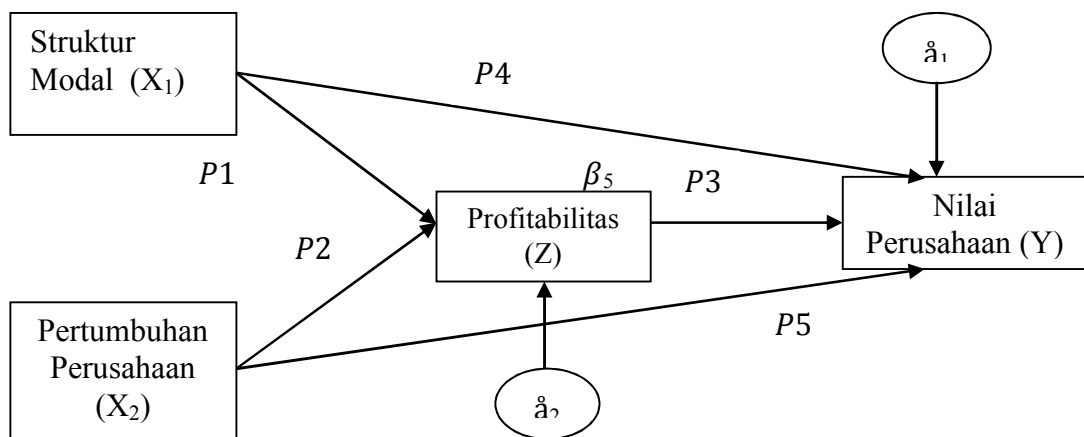 Struktur
Modal (X₁)
å₁
P4
P1
β₅
P3
Profitabilitas
(Z)
Nilai
Perusahaan (Y)
P2
Pertumbuhan
Perusahaan
(X₂)
P5
å₂